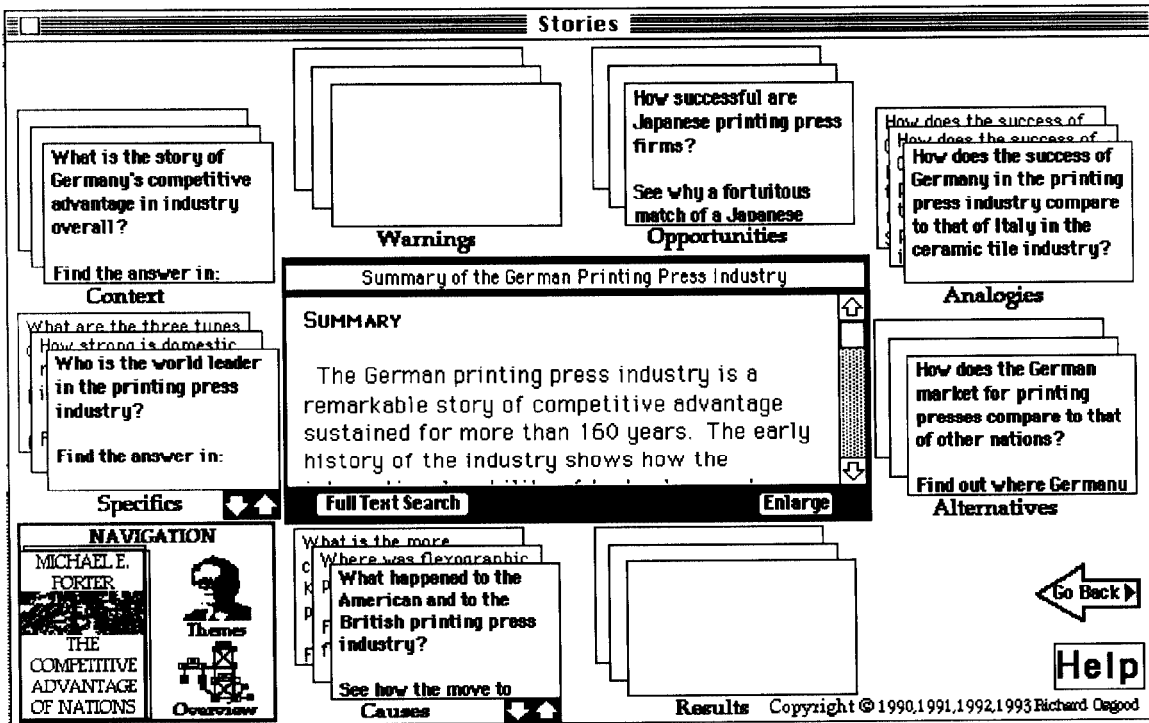 Stories
What is the story of
Germany's competitive
advantage in industry
overall?
Find the answer in:
Context
Warnings
How successful are
Japanese printing press
firms?
See why a fortuitous
match of a Japanese
Opportunities
How does the success of
How does the success of
How does the success of
Germany in the printing
press industry compare
to that of Italy in the
ceramic tile industry?
Analogies
What are the three
How strong is domestic
Who is the world leader
in the printing press
industry?
Find the answer in:
Specifics
Summary of the German Printing Press Industry
SUMMARY
The German printing press industry is a
remarkable story of competitive advantage
sustained for more than 160 years. The early
history of the industry shows how the
Full Text Search
Enlarge
How does the German
market for printing
presses compare to that
of other nations?
Find out where
Alternatives
NAVIGATION
MICHAEL E.
PORTER
THE
COMPETITIVE
ADVANTAGE
OF NATIONS
Themes
Overview
What is the more
Where was flexographic
What happened to the
American and to the
British printing press
industry?
See how the move to
Causes
Results
Go Back
Help
Copyright © 1990,1991,1992,1993 Richard Osgood